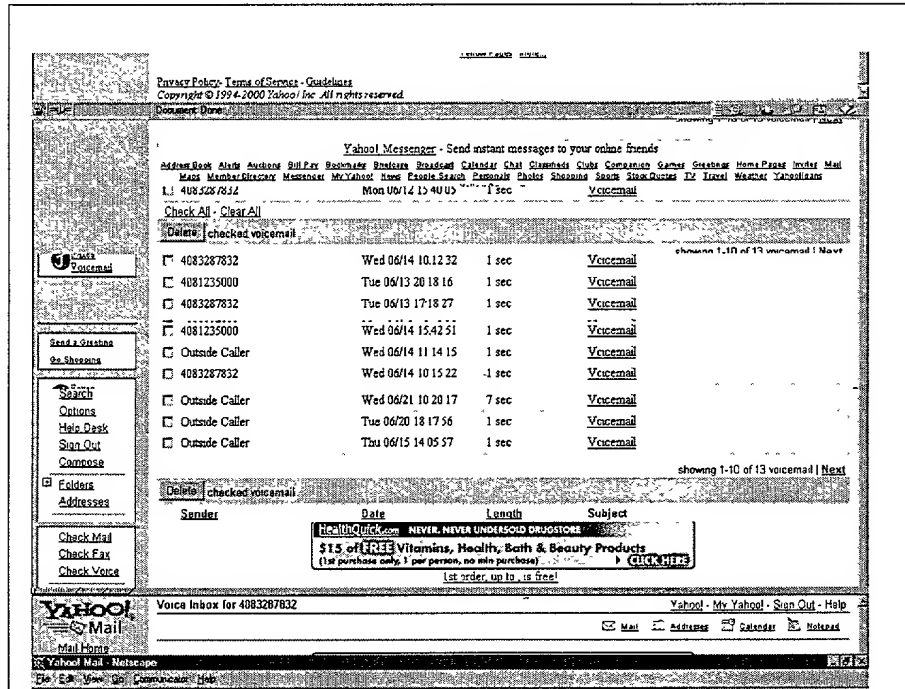 Yellow Pages more...
Privacy Policy- Terms of Service - Guidelines
Copyright © 1994-2000 Yahoo! Inc All rights reserved
Document Done
Yahoo! Messenger - Send instant messages to your online friends
Address Book Alerts Auctions Bill Pay Bookmarks Briefcase Broadcast Calendar Chat Classifieds Clubs Companion Games Greetings Home Pages Invites Mail
Maps Member Directory Messenger My Yahoo! News People Search Personals Photos Shopping Sports Stock Quotes TV Travel Weather Yahooligans
4083287832 Mon 06/12 15 40 05 1 sec Voicemail
Check All - Clear All
Delete checked voicemail
showing 1-10 of 13 voicemail | Next
Voicemail
4083287832 Wed 06/14 10.12 32 1 sec Voicemail
4081235000 Tue 06/13 20 18 16 1 sec Voicemail
4083287832 Tue 06/13 17-18 27 1 sec Voicemail
4081235000 Wed 06/14 15.42 51 1 sec Voicemail
Outside Caller Wed 06/14 11 14 15 1 sec Voicemail
4083287832 Wed 06/14 10 15 22 -1 sec Voicemail
Outside Caller Wed 06/21 10 20 17 7 sec Voicemail
Outside Caller Tue 06/20 18 17 56 1 sec Voicemail
Outside Caller Thu 06/15 14 05 57 1 sec Voicemail
Send a Greeting
Go Shopping
Search
Options
Help Desk
Sign Out
Compose
Folders
Addresses
Check Mail
Check Fax
Check Voice
showing 1-10 of 13 voicemail | Next
Delete checked voicemail
Sender Date Length Subject
HealthQuick.com NEVER, NEVER UNDERSOLD DRUGSTORE
$15 of FREE Vitamins, Health, Bath & Beauty Products
(1st purchase only, 1 per person, no min purchase) CLICK HERE
1st order, up to , is free!
YAHOO! Mail
Mail Home
Voice Inbox for 4083287832
Yahoo! - My Yahoo! - Sign Out - Help
Mail Addresses Calendar Notepad
Yahoo! Mail - Netscape
File Edit View Go Communicator Help